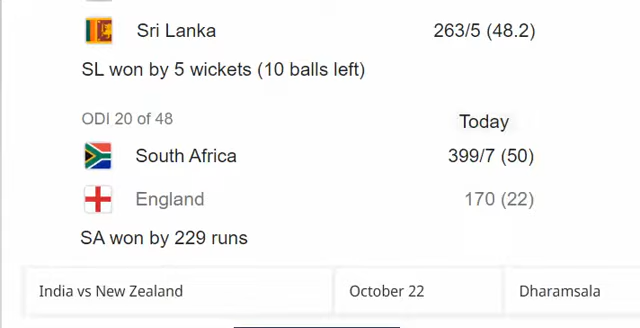 Sri Lanka 263/5 (48.2)
SL won by 5 wickets (10 balls left)
ODI 20 of 48 Today
South Africa 399/7 (50)
England 170 (22)
SA won by 229 runs
India vs New Zealand October 22 Dharamsala